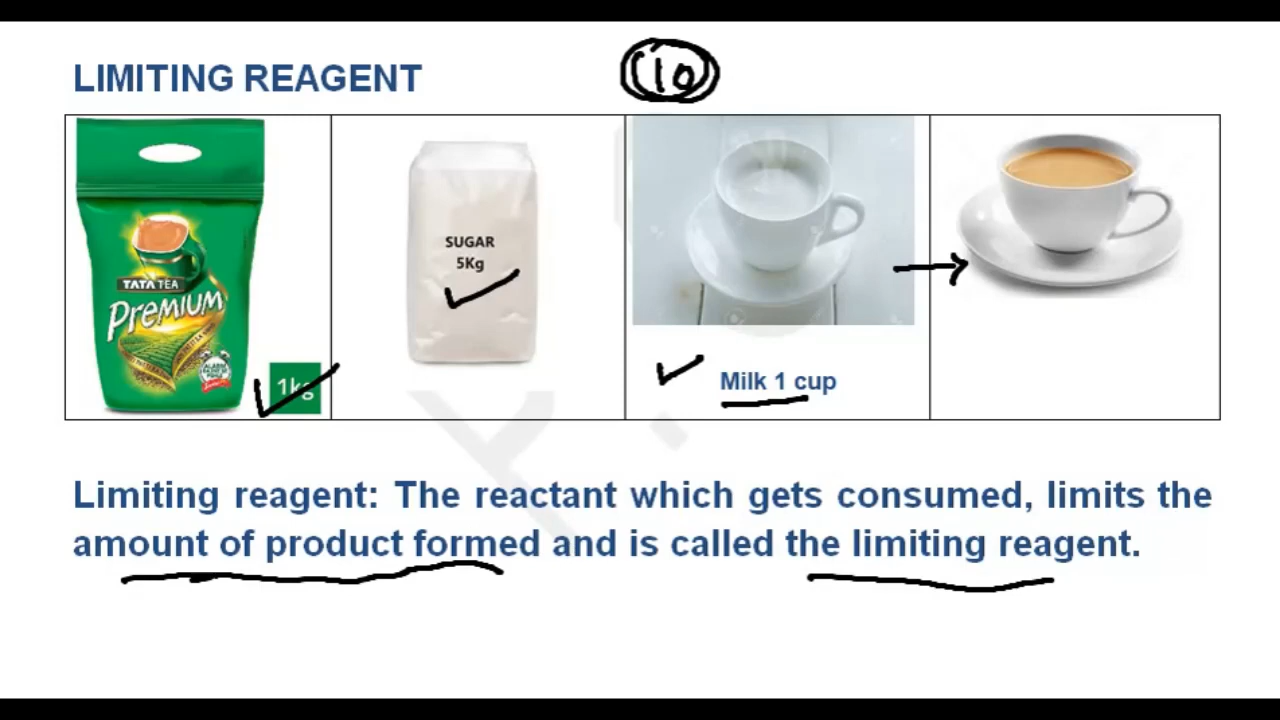 LIMITING REAGENT
10
TATA TEA
PREMIUM
1kg
SUGAR
5Kg
Milk 1 cup
Limiting reagent: The reactant which gets consumed, limits the
amount of product formed and is called the limiting reagent.